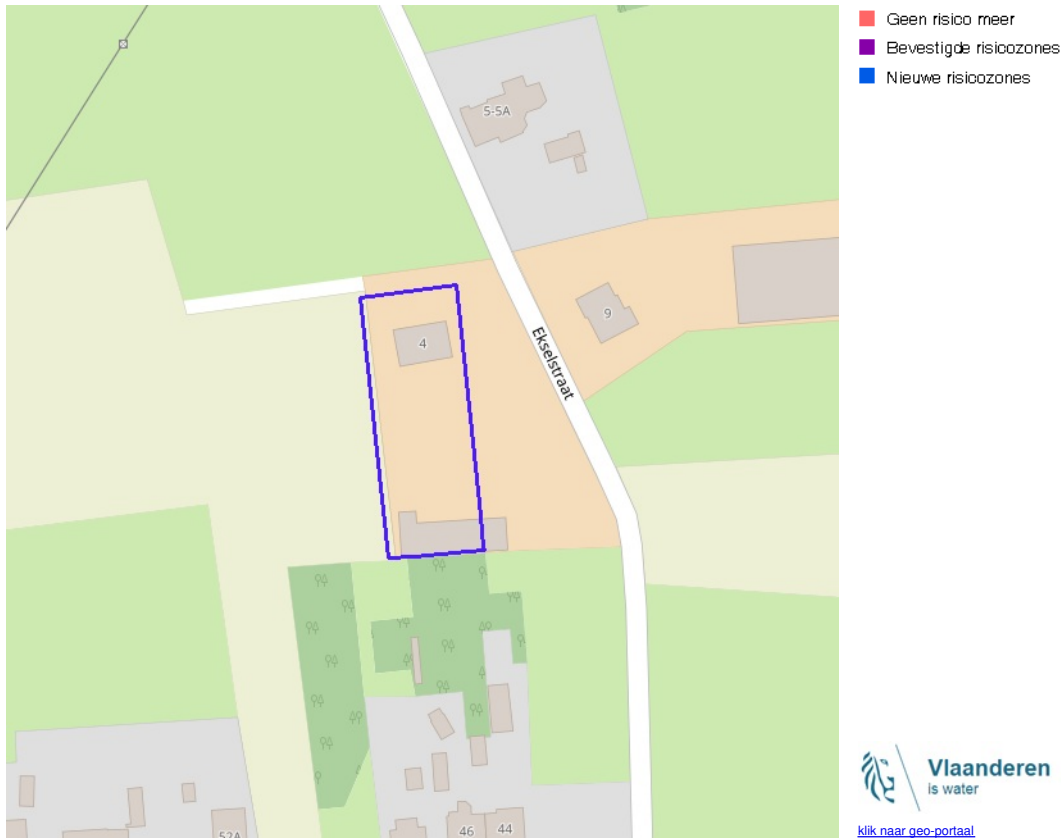 Geen risico meer
Bevestigde risicozones
Nieuwe risicozones
5-5A
9
4
Ekselstraat
52A
46
44
Vlaanderen
is water
klik naar geo-portaal